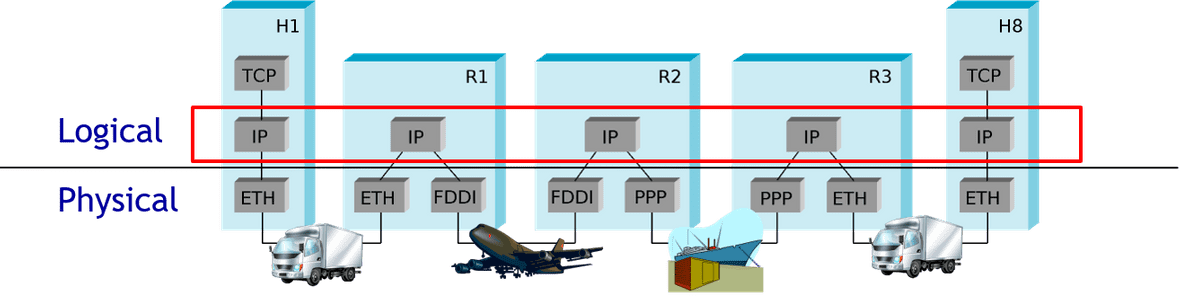 H1
H8
R1
R2
R3
TCP
TCP
Logical
IP
IP
IP
IP
IP
Physical
ETH
ETH
FDDI
FDDI
PPP
PPP
ETH
ETH